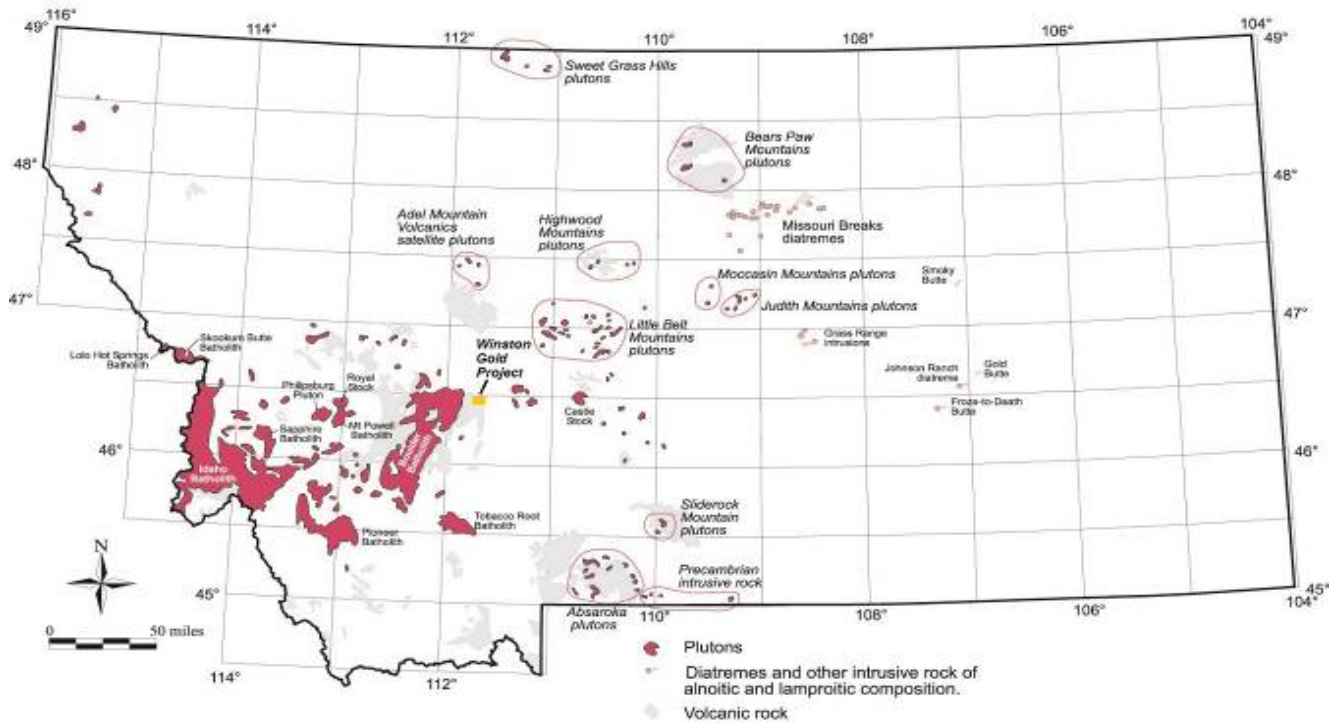 116°
49°
114°
112°
110°
108°
106°
104°
49°
Sweet Grass Hills
plutons
Bears Paw
Mountains
plutons
48°
48°
Adel Mountain
Volcanics
satellite plutons
Highwood
Mountains
plutons
Missouri Breaks
diatremes
Moccasin Mountains plutons
Smoky
Butte
Judith Mountains plutons
47°
47°
Little Belt
Mountains
plutons
Grass Range
Intrusions
Skookum Butte
Batholith
Lolo Hot Springs
Batholith
Winston
Gold
Project
Philipsburg
Pluton
Royal
Stock
Johnson Ranch
diatreme
Gold
Butte
Castle
Stock
Froze-to-Death
Butte
Mt Powell
Batholith
Sapphire
Batholith
Boulder
Batholith
46°
46°
Idaho
Batholith
Sliderock
Mountain
plutons
Tobacco Root
Batholith
Pioneer
Batholith
Precambrian
intrusive rock
N
45°
45°
Absaroka
plutons
110°
108°
106°
104°
0
50 miles
114°
112°
Plutons
Diatremes and other intrusive rock of
alnoitic and lamproitic composition.
Volcanic rock